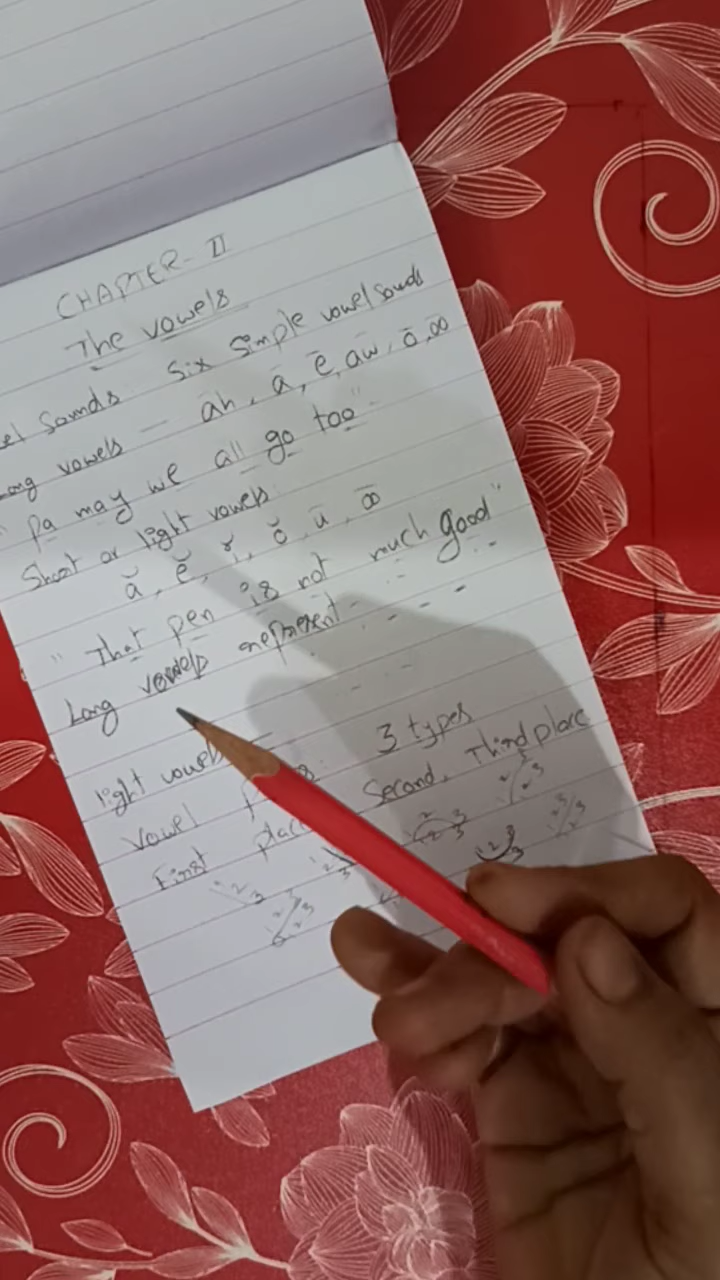 CHAPTER - II
The vowels
el Sounds - Six simple vowel sounds
ong vowels - ah, ā, ē, aw, ō, o͞o
"Pa may we all go too"
Short or light vowels
ă, ĕ, ĭ, ŏ, ŭ, o͝o
"That pen is not much good"
Long vowels represent
light vowels
Vowel 3 types
First place Second, Third place